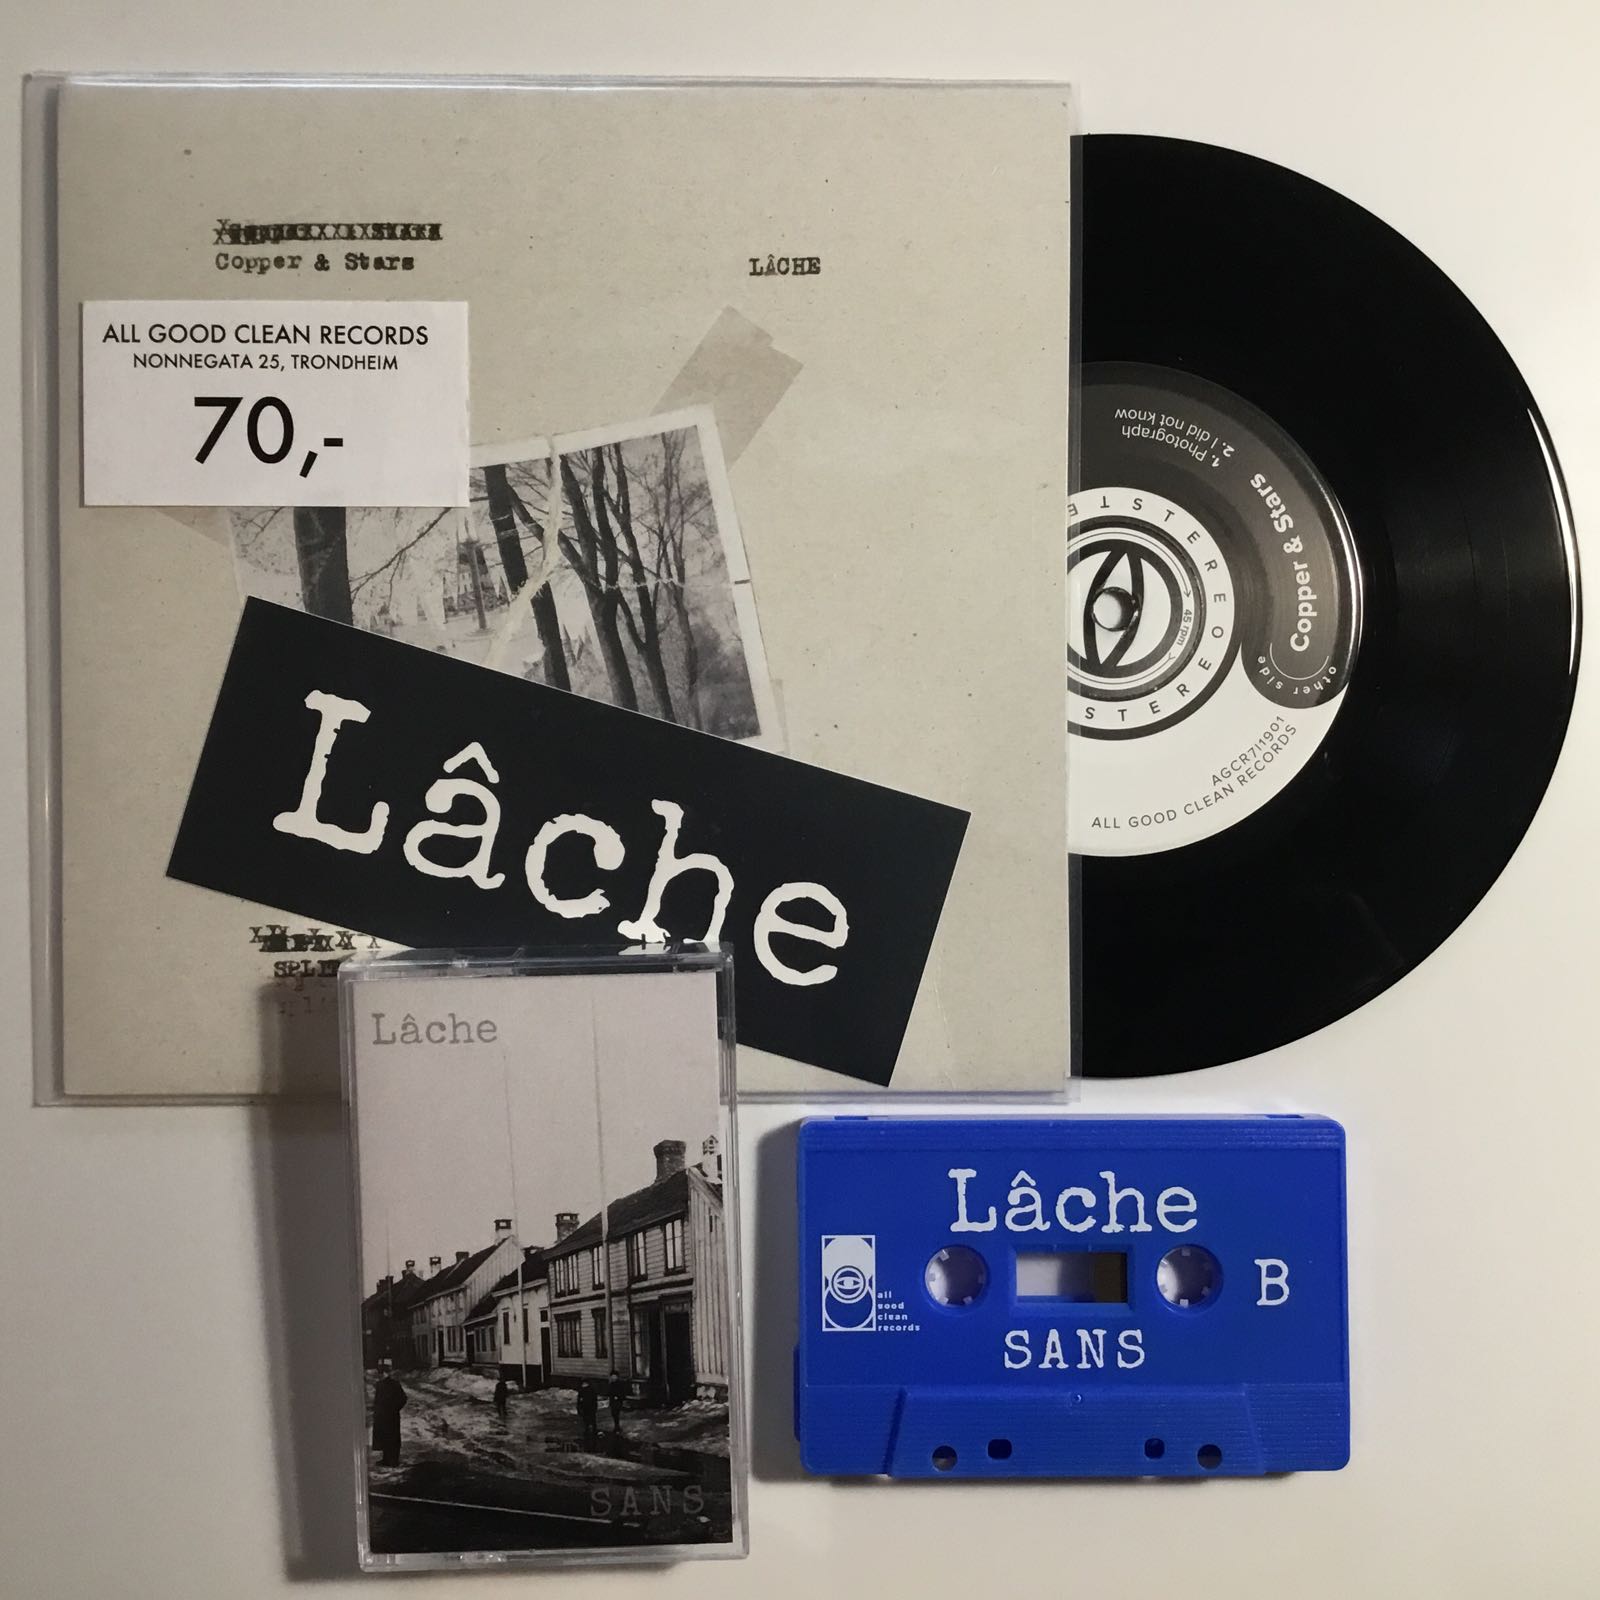 Copper & Stars
LÂCHE
ALL GOOD CLEAN RECORDS
NONNEGATA 25, TRONDHEIM
70,-
Lâche
1. Photograph
2. I did not know
Copper & Stars
other side
STEREO
STEREO
45 rpm
AGCR7I1901
ALL GOOD CLEAN RECORDS
Lâche
SANS
Lâche
B
all
good
clean
records
SANS